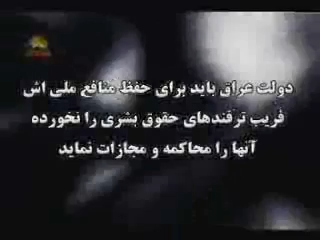 دولت عراق باید برای حفظ منافع ملی اش
فریب ترفندهای حقوق بشری را نخورده
آنها را محاکمه و مجازات نماید